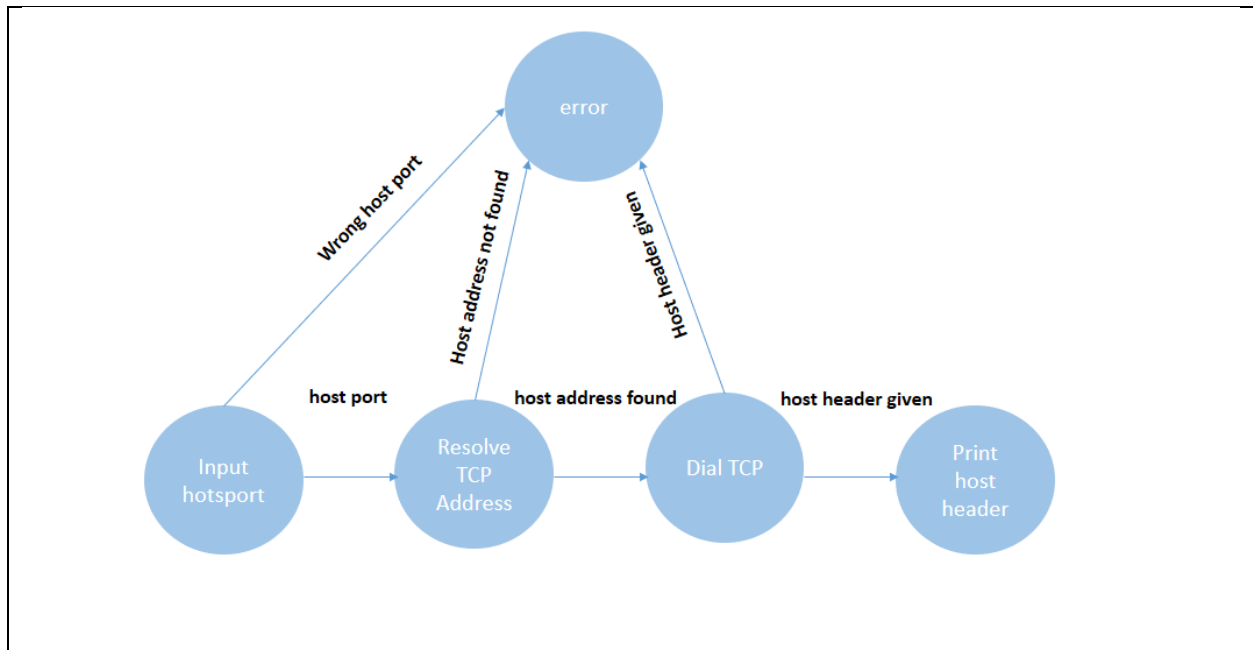 error
Wrong host port
Host address not found
Host header given
host port
host address found
host header given
Input
hotsport
Resolve
TCP
Address
Dial TCP
Print
host
header